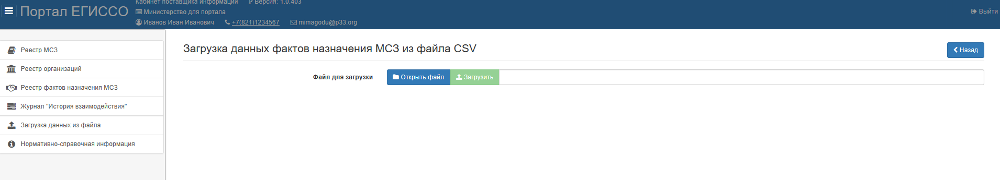 Портал ЕГИССО
Кабинет поставщика информации Версия: 1.0.403
Министерство для портала
Иванов Иван Иванович +7(821)1234567 mimagodu@p33.org
Выйти
Реестр МСЗ
Реестр организаций
Реестр фактов назначения МСЗ
Журнал "История взаимодействия"
Загрузка данных из файла
Нормативно-справочная информация
Загрузка данных фактов назначения МСЗ из файла CSV
Назад
Файл для загрузки Открыть файл Загрузить